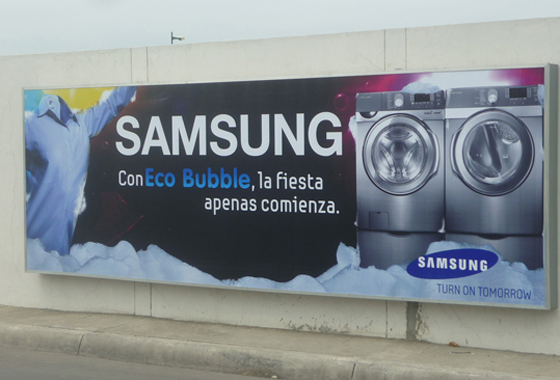 SAMSUNG
Con Eco Bubble, la fiesta
apenas comienza.
SAMSUNG
TURN ON TOMORROW